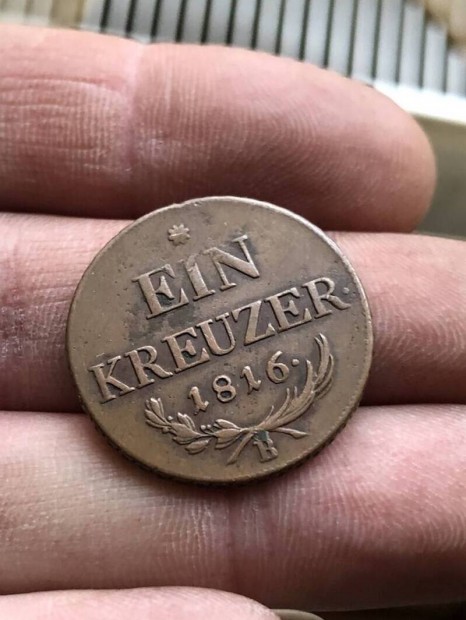 EIN
KREUZER.
·1816·
B